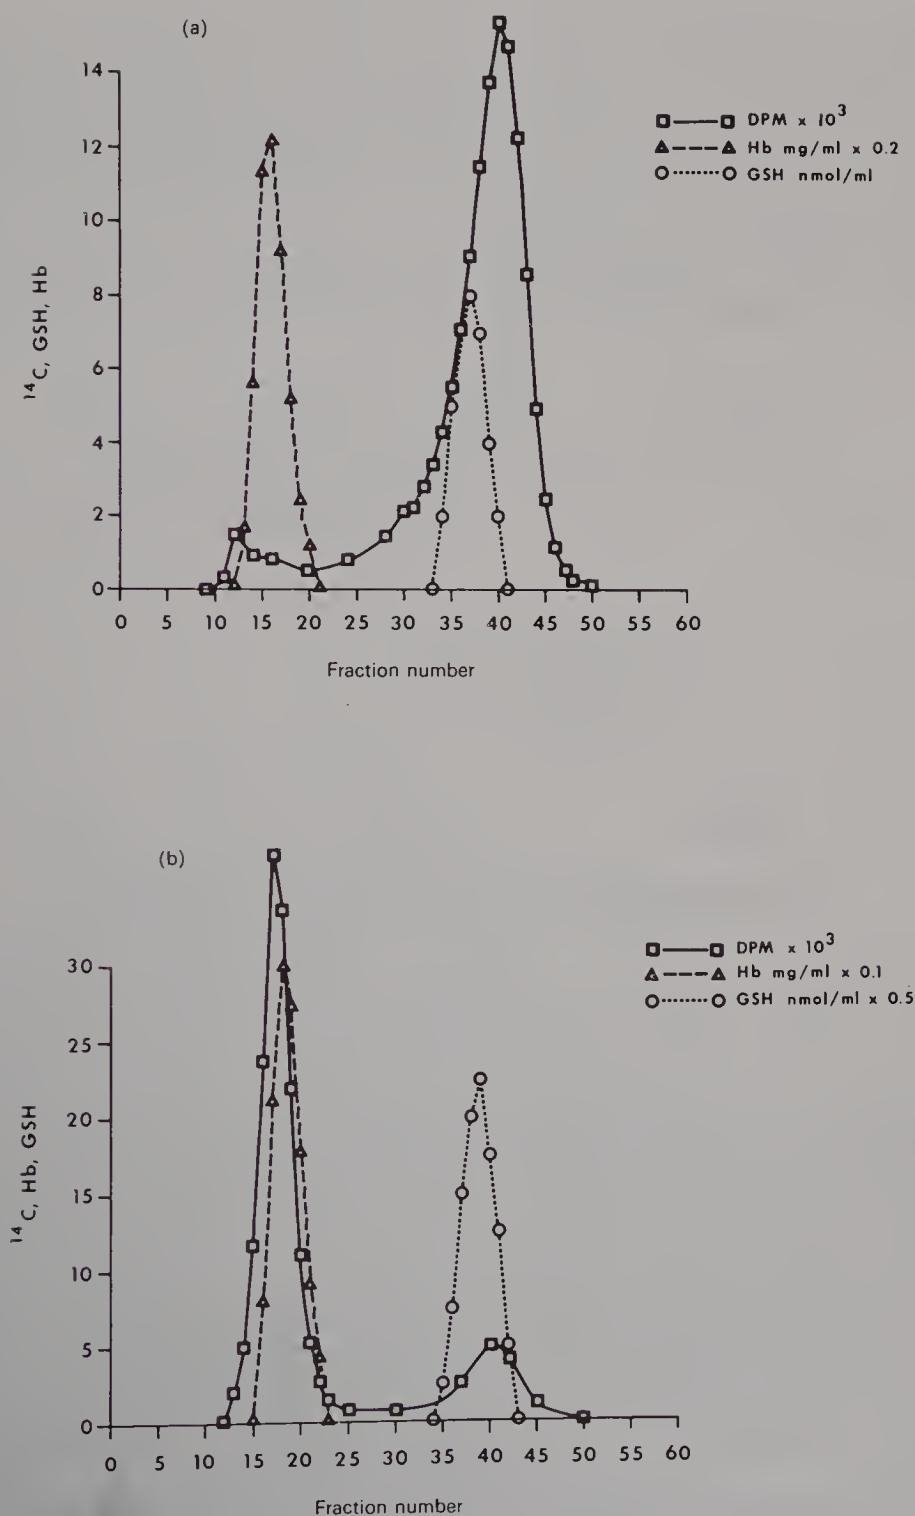 (a)
14
12
10
8
6
4
2
0
¹⁴C, GSH, Hb
DPM x 10³
Hb mg/ml x 0.2
GSH nmol/ml
0 5 10 15 20 25 30 35 40 45 50 60
Fraction number
(b)
30
25
20
15
10
5
0
¹⁴C, Hb, GSH
DPM x 10³
Hb mg/ml x 0.1
GSH nmol/ml x 0.5
0 5 10 15 20 25 30 35 40 45 50 60
Fraction number